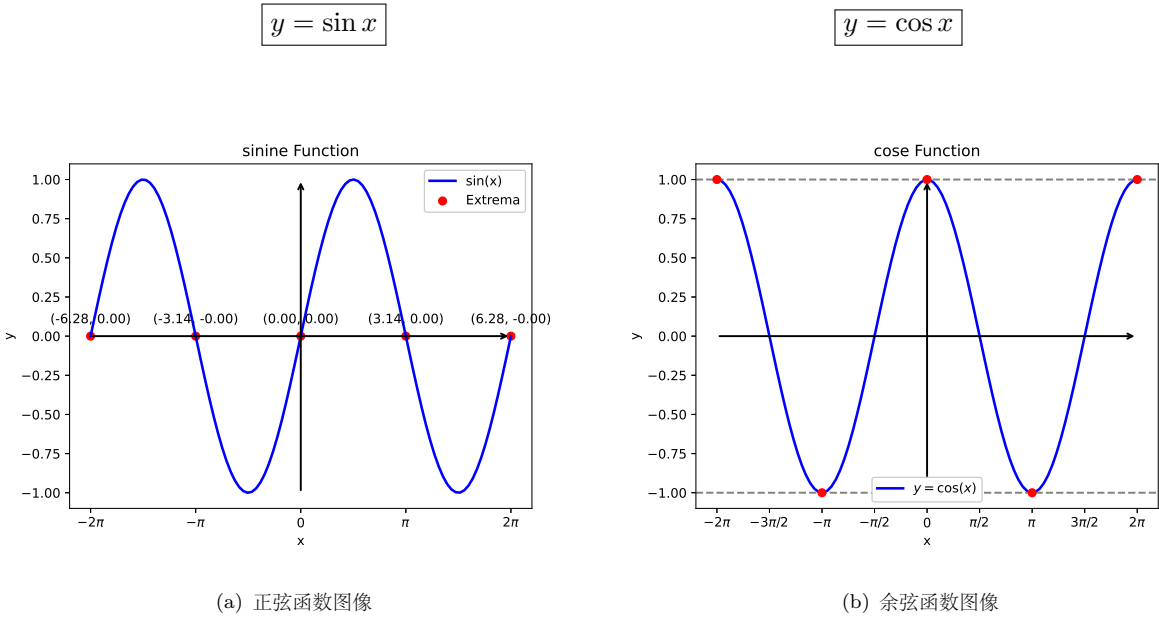 y = sin x
y = cos x
sinine Function
sin(x)
Extrema
1.00
0.75
0.50
0.25
0.00
−0.25
−0.50
−0.75
−1.00
y
(-6.28, 0.00) (-3.14, -0.00) (0.00, 0.00) (3.14, 0.00) (6.28, -0.00)
−2π −π 0 π 2π
x
(a) 正弦函数图像
cose Function
1.00
0.75
0.50
0.25
0.00
−0.25
−0.50
−0.75
−1.00
y
y = cos(x)
−2π −3π/2 −π −π/2 0 π/2 π 3π/2 2π
x
(b) 余弦函数图像